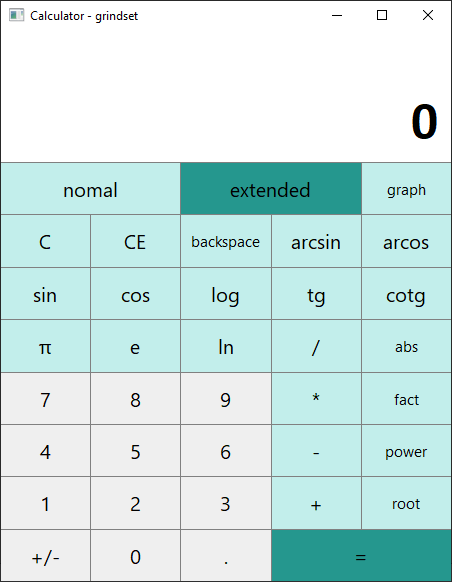 Calculator - grindset
0
nomal extended graph
C CE backspace arcsin arcos
sin cos log tg cotg
π e ln / abs
7 8 9 * fact
4 5 6 - power
1 2 3 + root
+/- 0 . =